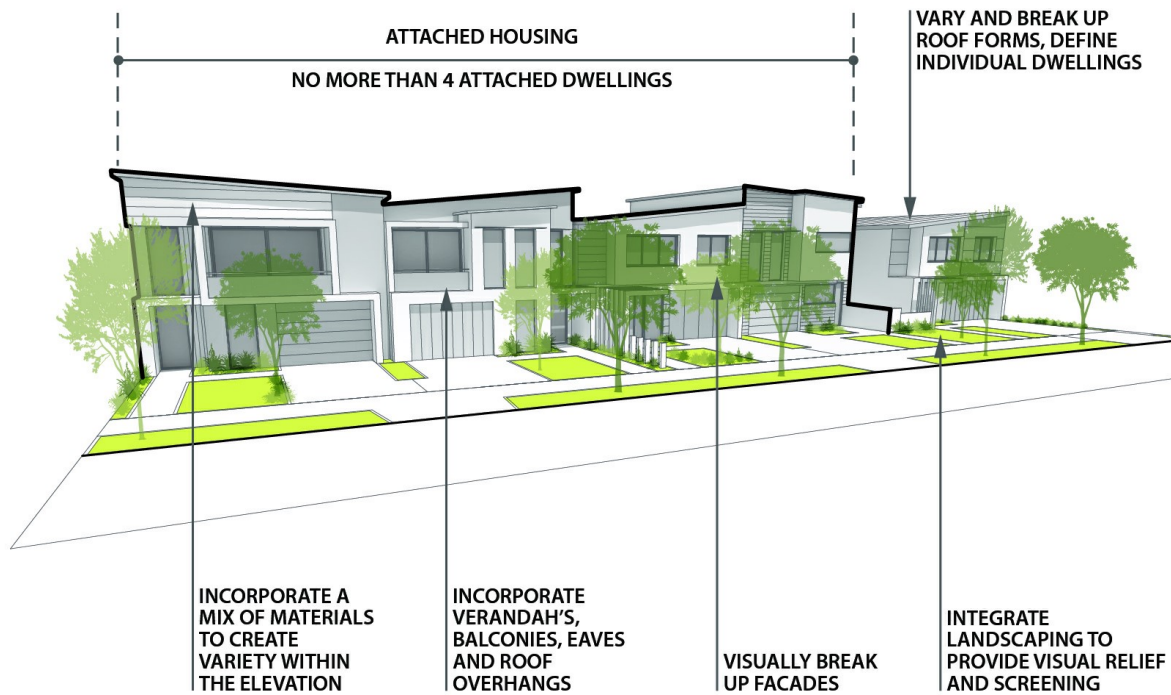 ATTACHED HOUSING
NO MORE THAN 4 ATTACHED DWELLINGS
VARY AND BREAK UP
ROOF FORMS, DEFINE
INDIVIDUAL DWELLINGS
INCORPORATE A
MIX OF MATERIALS
TO CREATE
VARIETY WITHIN
THE ELEVATION
INCORPORATE
VERANDAH'S,
BALCONIES, EAVES
AND ROOF
OVERHANGS
VISUALLY BREAK
UP FACADES
INTEGRATE
LANDSCAPING TO
PROVIDE VISUAL RELIEF
AND SCREENING